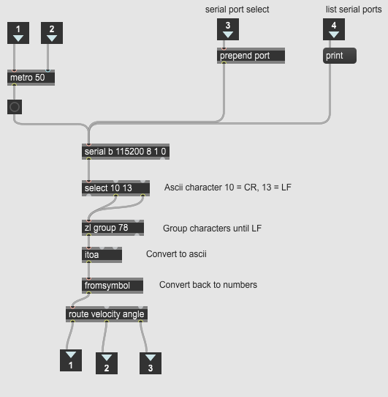 serial port select
list serial ports
1
2
3
4
metro 50
prepend port
print
serial b 115200 8 1 0
select 10 13
Ascii character 10 = CR, 13 = LF
zl group 78
Group characters until LF
itoa
Convert to ascii
fromsymbol
Convert back to numbers
route velocity angle
1
2
3